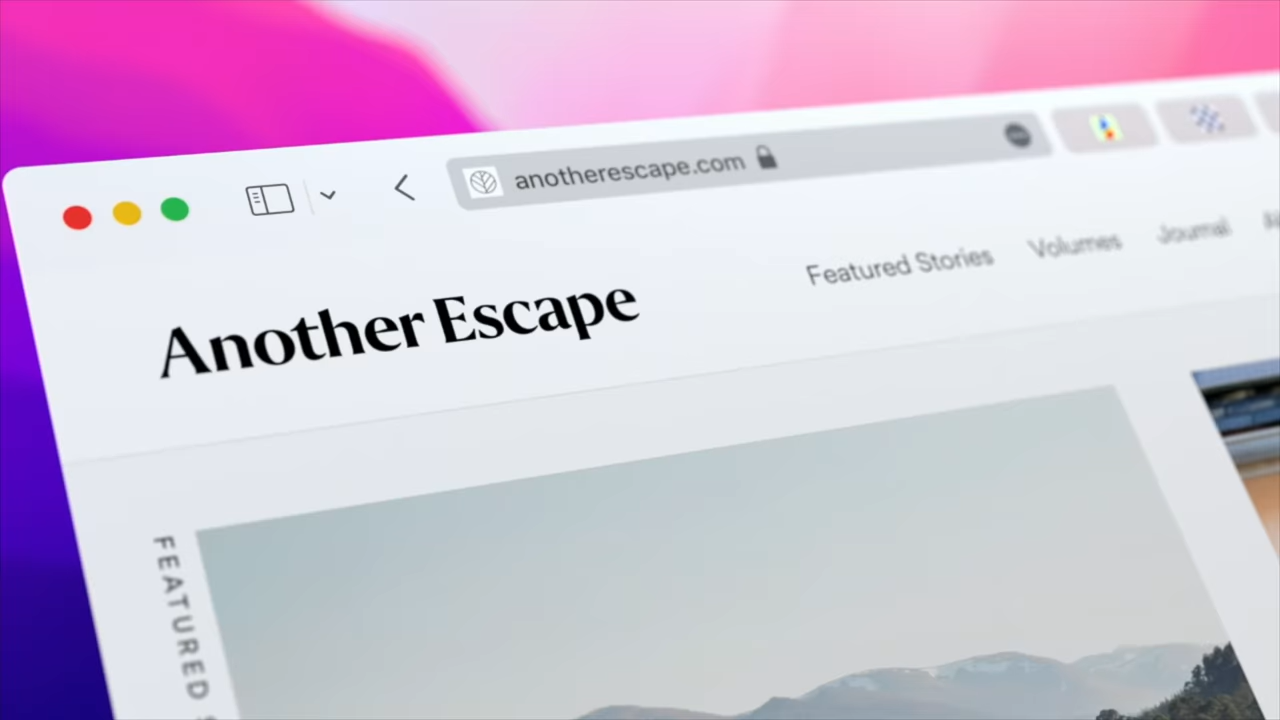 anotherescape.com
Another Escape
Featured Stories
Volumes
Journal
FEATURED